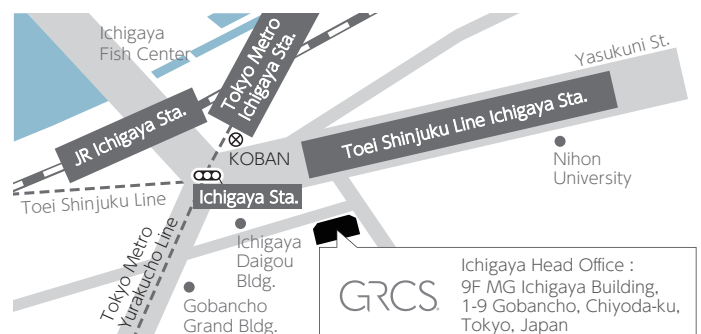 Ichigaya
Fish Center
Tokyo Metro
Ichigaya Sta.
Yasukuni St.
JR Ichigaya Sta.
Toei Shinjuku Line Ichigaya Sta.
KOBAN
Nihon
University
Toei Shinjuku Line
Ichigaya Sta.
Tokyo Metro
Yurakucho Line
Ichigaya
Daigou
Bldg.
Gobancho
Grand Bldg.
GRCS
Ichigaya Head Office :
9F MG Ichigaya Building,
1-9 Gobancho, Chiyoda-ku,
Tokyo, Japan